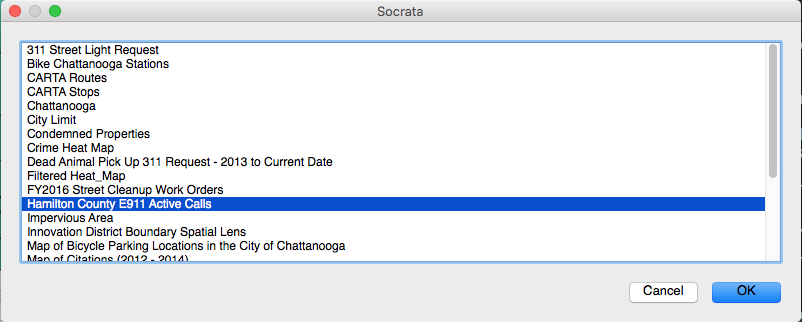 Socrata
311 Street Light Request
Bike Chattanooga Stations
CARTA Routes
CARTA Stops
Chattanooga
City Limit
Condemned Properties
Crime Heat Map
Dead Animal Pick Up 311 Request - 2013 to Current Date
Filtered Heat_Map
FY2016 Street Cleanup Work Orders
Hamilton County E911 Active Calls
Impervious Area
Innovation District Boundary Spatial Lens
Map of Bicycle Parking Locations in the City of Chattanooga
Map of Citations (2012 - 2014)
Cancel
OK